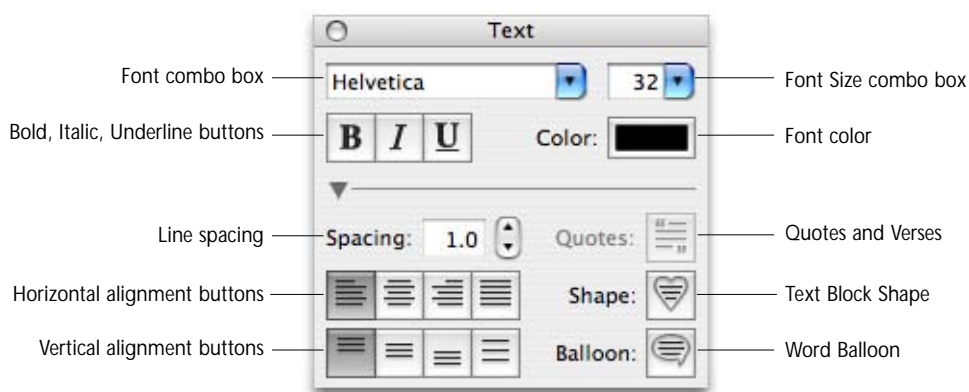 Text
Font combo box
Helvetica
32
Font Size combo box
Bold, Italic, Underline buttons
B I U
Color:
Font color
Line spacing
Spacing: 1.0
Quotes:
Quotes and Verses
Horizontal alignment buttons
Shape:
Text Block Shape
Vertical alignment buttons
Balloon:
Word Balloon